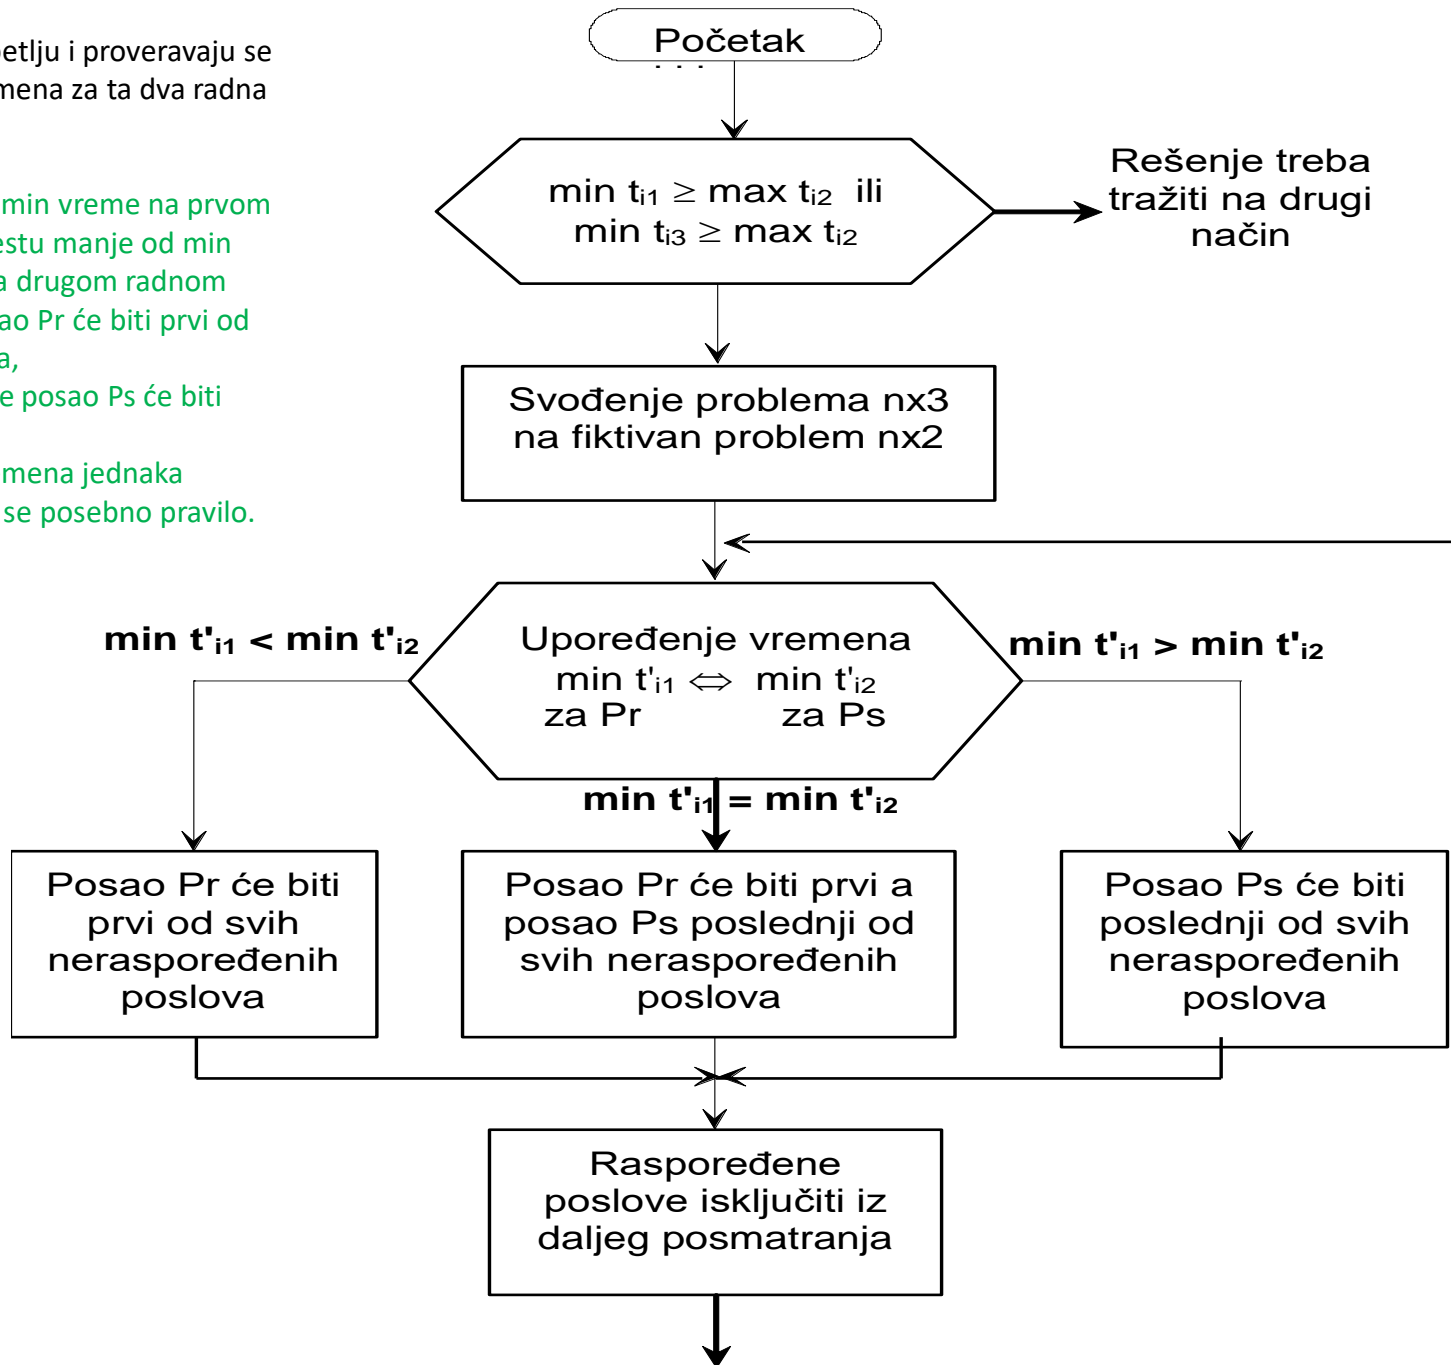 petlju i proveravaju se
mena za ta dva radna
min vreme na prvom
estu manje od min
a drugom radnom
ao Pr će biti prvi od
a,
e posao Ps će biti
mena jednaka
se posebno pravilo.
Početak
min ti1 ≥ max ti2 ili
min ti3 ≥ max ti2
Rešenje treba
tražiti na drugi
način
Svođenje problema nx3
na fiktivan problem nx2
min t'i1 < min t'i2
Upoređenje vremena
min t'i1 ⇔ min t'i2
za Pr za Ps
min t'i1 > min t'i2
min t'i1 = min t'i2
Posao Pr će biti
prvi od svih
neraspoređenih
poslova
Posao Pr će biti prvi a
posao Ps poslednji od
svih neraspoređenih
poslova
Posao Ps će biti
poslednji od svih
neraspoređenih
poslova
Raspoređene
poslove isključiti iz
daljeg posmatranja